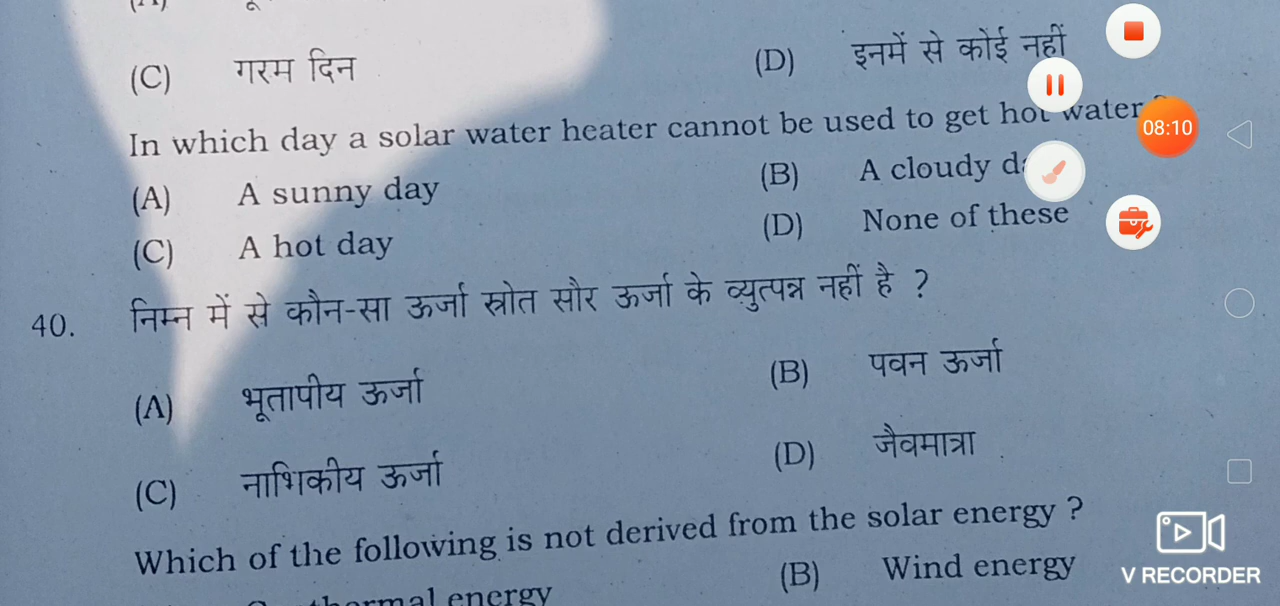 (C) गरम दिन (D) इनमें से कोई नहीं
In which day a solar water heater cannot be used to get hot water ?
08:10
(A) A sunny day (B) A cloudy
(C) A hot day (D) None of these
40. निम्न में से कौन-सा ऊर्जा स्रोत सौर ऊर्जा के व्युत्पन्न नहीं है ?
(A) भूतापीय ऊर्जा (B) पवन ऊर्जा
(C) नाभिकीय ऊर्जा (D) जैवमात्रा
Which of the following is not derived from the solar energy ?
(B) Wind energy
energy
V RECORDER